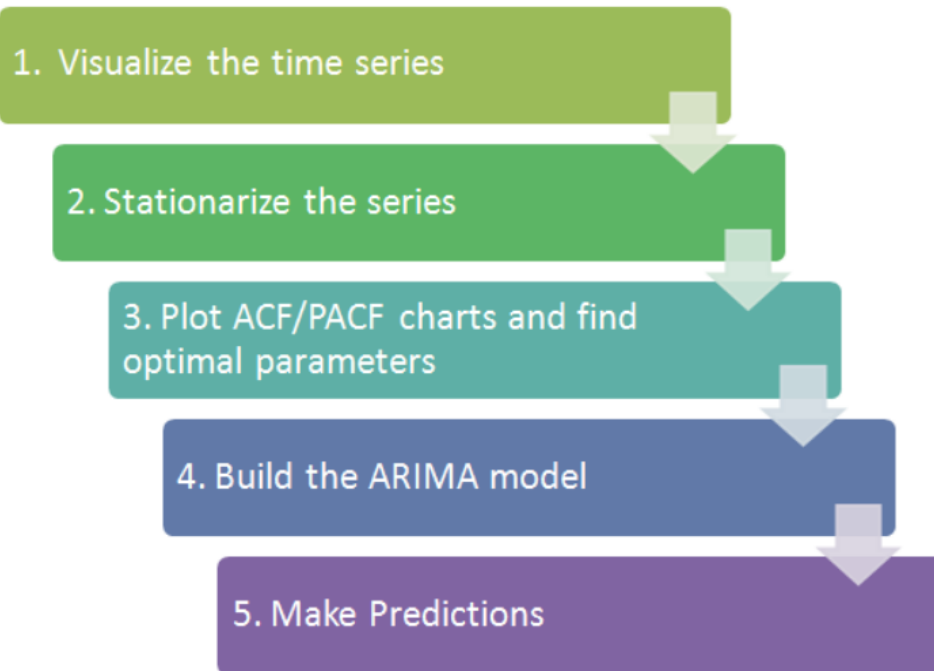 1. Visualize the time series
2. Stationarize the series
3. Plot ACF/PACF charts and find
optimal parameters
4. Build the ARIMA model
5. Make Predictions